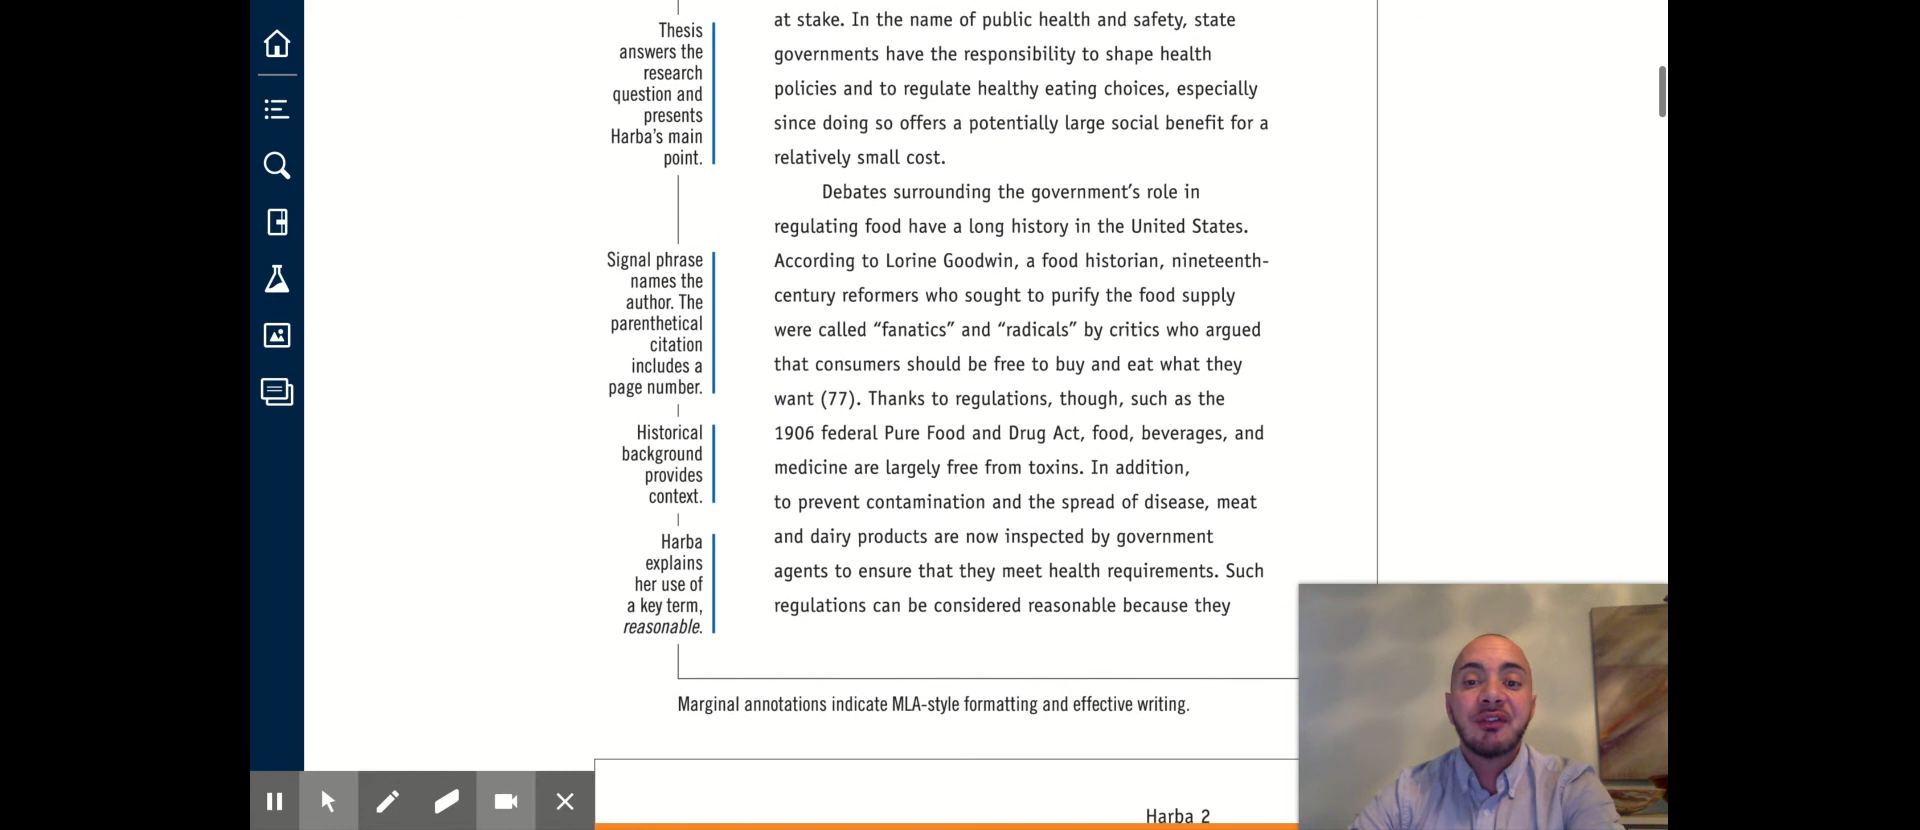 Thesis
answers the
research
question and
presents
Harba's main
point.
at stake. In the name of public health and safety, state
governments have the responsibility to shape health
policies and to regulate healthy eating choices, especially
since doing so offers a potentially large social benefit for a
relatively small cost.
Debates surrounding the government's role in
regulating food have a long history in the United States.
Signal phrase
names the
author. The
parenthetical
citation
includes a
page number.
According to Lorine Goodwin, a food historian, nineteenth-
century reformers who sought to purify the food supply
were called “fanatics” and “radicals” by critics who argued
that consumers should be free to buy and eat what they
want (77). Thanks to regulations, though, such as the
Historical
background
provides
context.
1906 federal Pure Food and Drug Act, food, beverages, and
medicine are largely free from toxins. In addition,
to prevent contamination and the spread of disease, meat
Harba
explains
her use of
a key term,
reasonable.
and dairy products are now inspected by government
agents to ensure that they meet health requirements. Such
regulations can be considered reasonable because they
Marginal annotations indicate MLA-style formatting and effective writing.
Harba 2